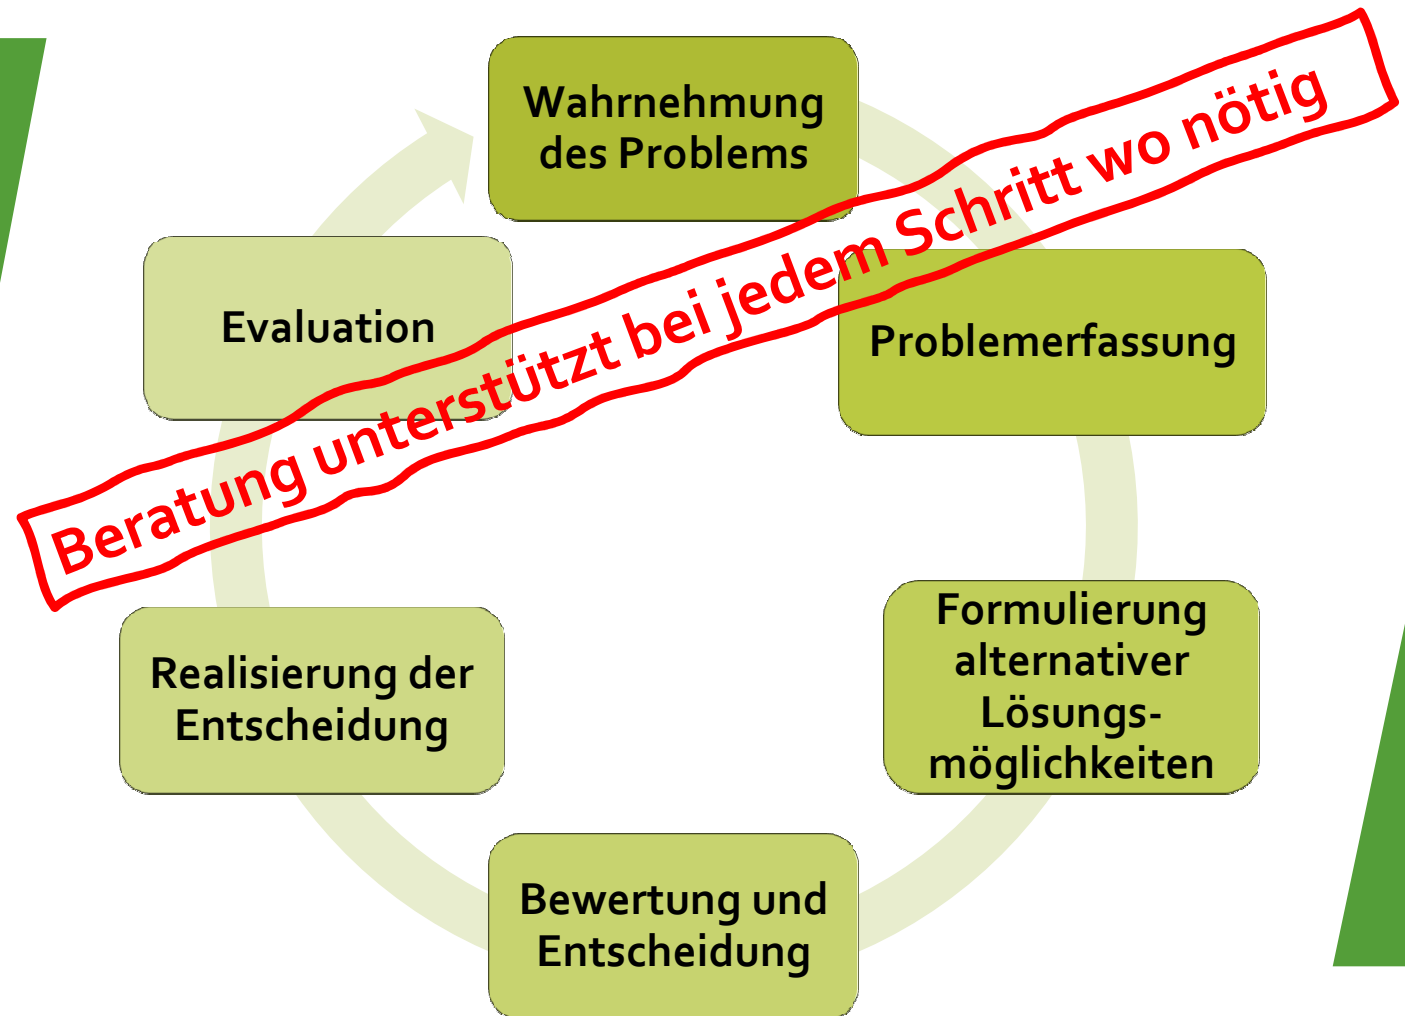 Wahrnehmung
des Problems
Problemerfassung
Formulierung
alternativer
Lösungs-
möglichkeiten
Bewertung und
Entscheidung
Realisierung der
Entscheidung
Evaluation
Beratung unterstützt bei jedem Schritt wo nötig